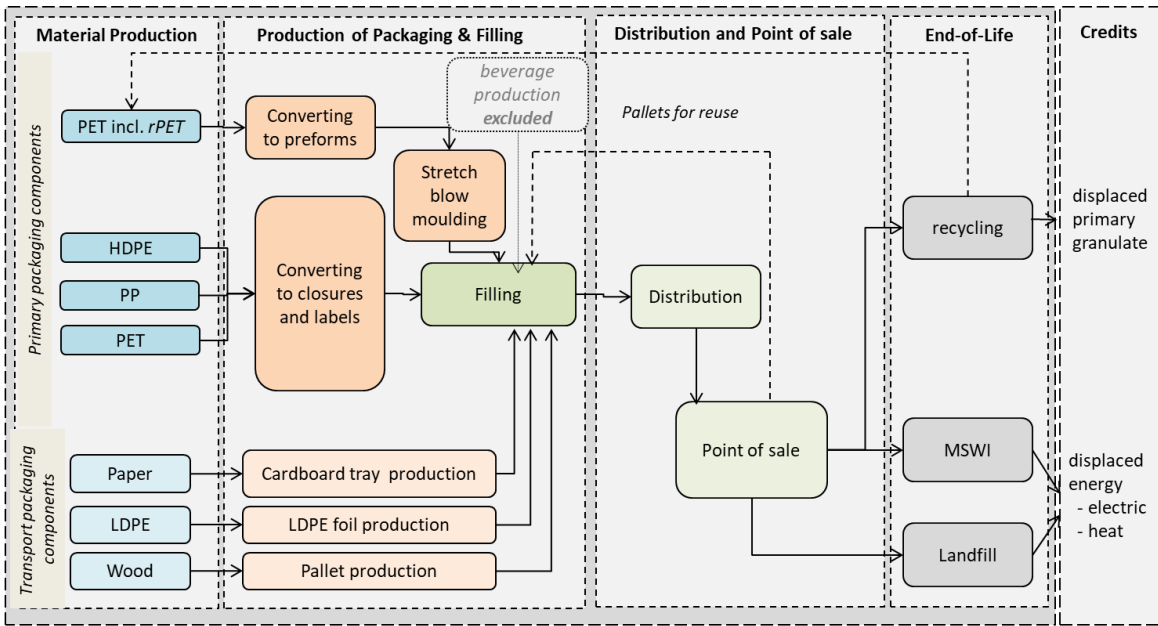 Material Production
Production of Packaging & Filling
Distribution and Point of sale
End-of-Life
Credits
Primary packaging components
PET incl. rPET
HDPE
PP
PET
Converting
to preforms
beverage
production
excluded
Stretch
blow
moulding
Converting
to closures
and labels
Filling
Pallets for reuse
Distribution
Point of sale
recycling
MSWI
Landfill
displaced
primary
granulate
displaced
energy
- electric
- heat
Transport packaging
components
Paper
LDPE
Wood
Cardboard tray production
LDPE foil production
Pallet production